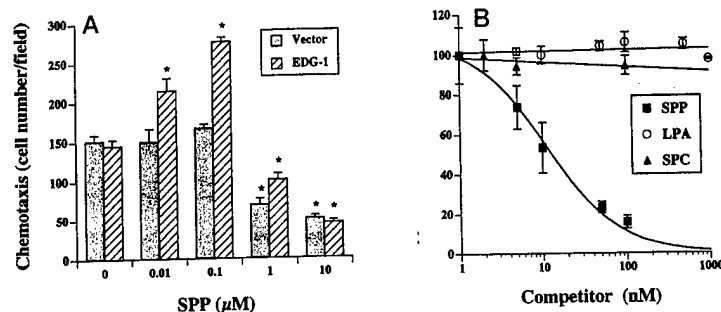 A
B
Chemotaxis (cell number/field)
300
250
200
150
100
50
0
Vector
EDG-1
*
*
*
*
*
*
0
0.01
0.1
1
10
SPP (µM)
120
100
80
60
40
20
0
SPP
LPA
SPC
1
10
100
1000
Competitor (nM)